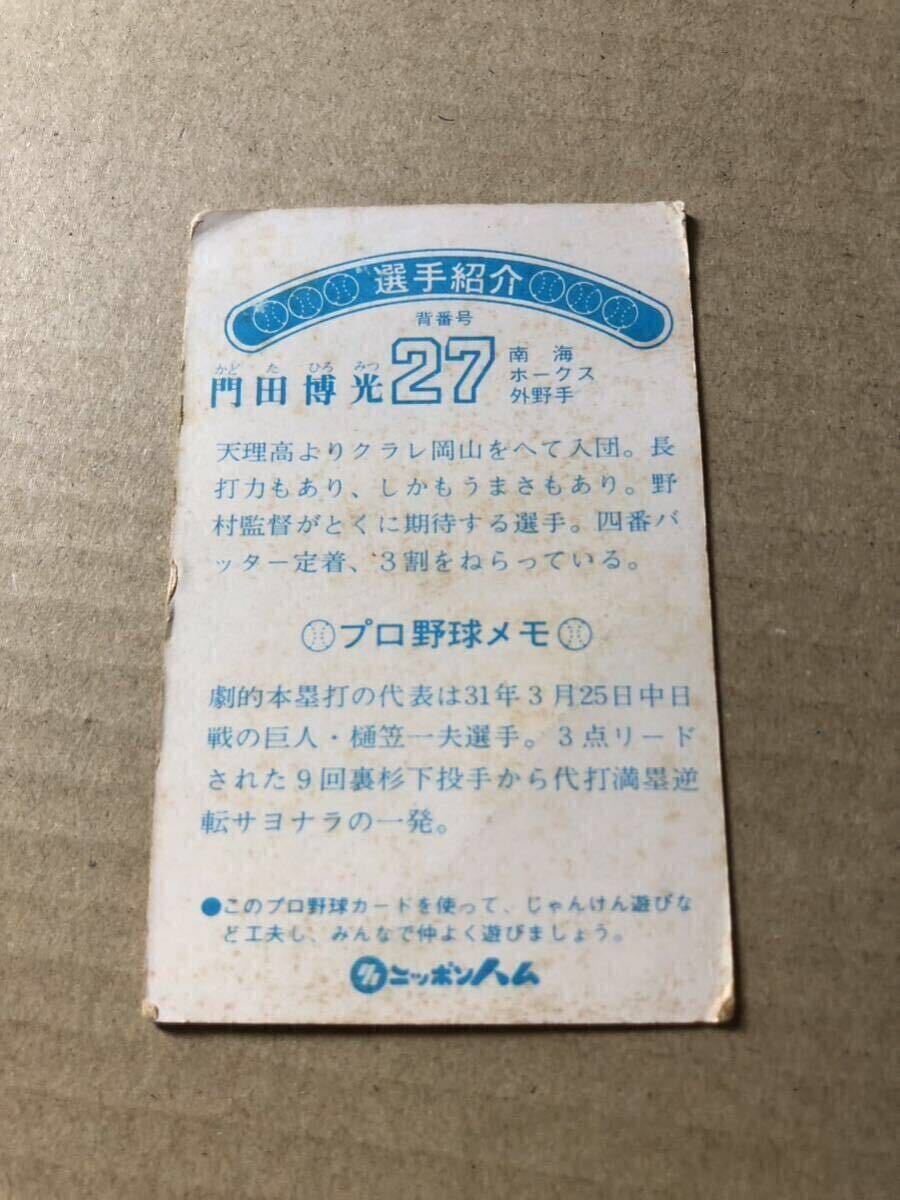 選手紹介
背番号
かど た ひろ みつ
門田博光 27
南海
ホークス
外野手
天理高よりクラレ岡山をへて入団。長
打力もあり、しかもうまさもあり。野
村監督がとくに期待する選手。四番バ
ッター定着、3割をねらっている。
プロ野球メモ
劇的本塁打の代表は31年3月25日中日
戦の巨人・樋笠一夫選手。3点リード
された9回裏杉下投手から代打満塁逆
転サヨナラの一発。
●このプロ野球カードを使って、じゃんけん遊びな
ど工夫し、みんなで仲よく遊びましょう。
ニッポンハム